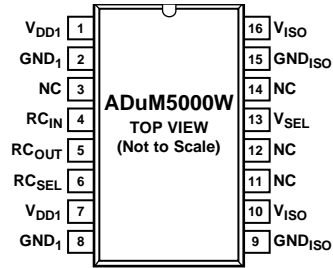 VDD1 1 16 VISO
GND1 2 15 GNDISO
NC 3 14 NC
ADuM5000W
RCIN 4 13 VSEL
TOP VIEW
(Not to Scale)
RCOUT 5 12 NC
RCSEL 6 11 NC
VDD1 7 10 VISO
GND1 8 9 GNDISO